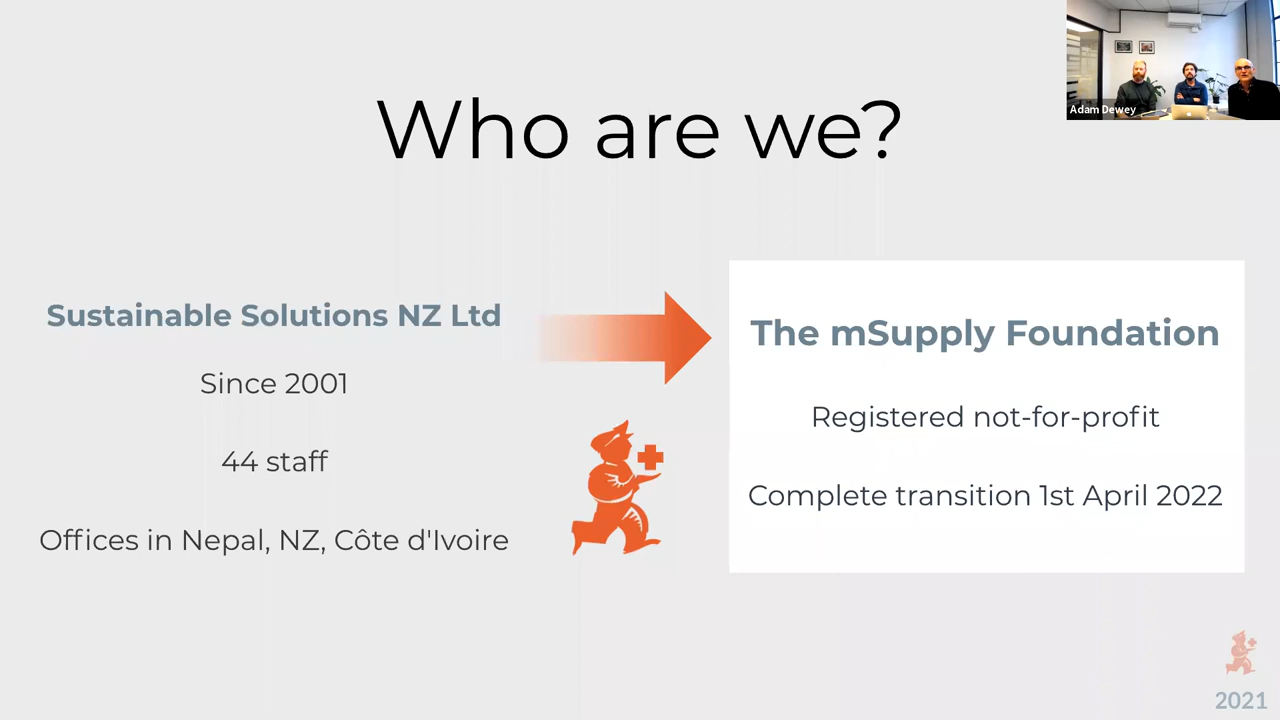 Adam Dewey
Who are we?
Sustainable Solutions NZ Ltd
Since 2001
44 staff
Offices in Nepal, NZ, Côte d'Ivoire
The mSupply Foundation
Registered not-for-profit
Complete transition 1st April 2022
2021